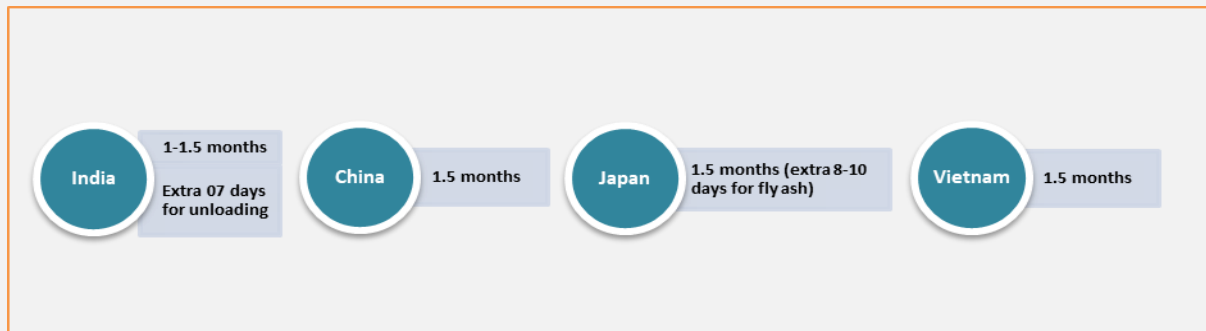 India
1-1.5 months
Extra 07 days
for unloading
China
1.5 months
Japan
1.5 months (extra 8-10
days for fly ash)
Vietnam
1.5 months